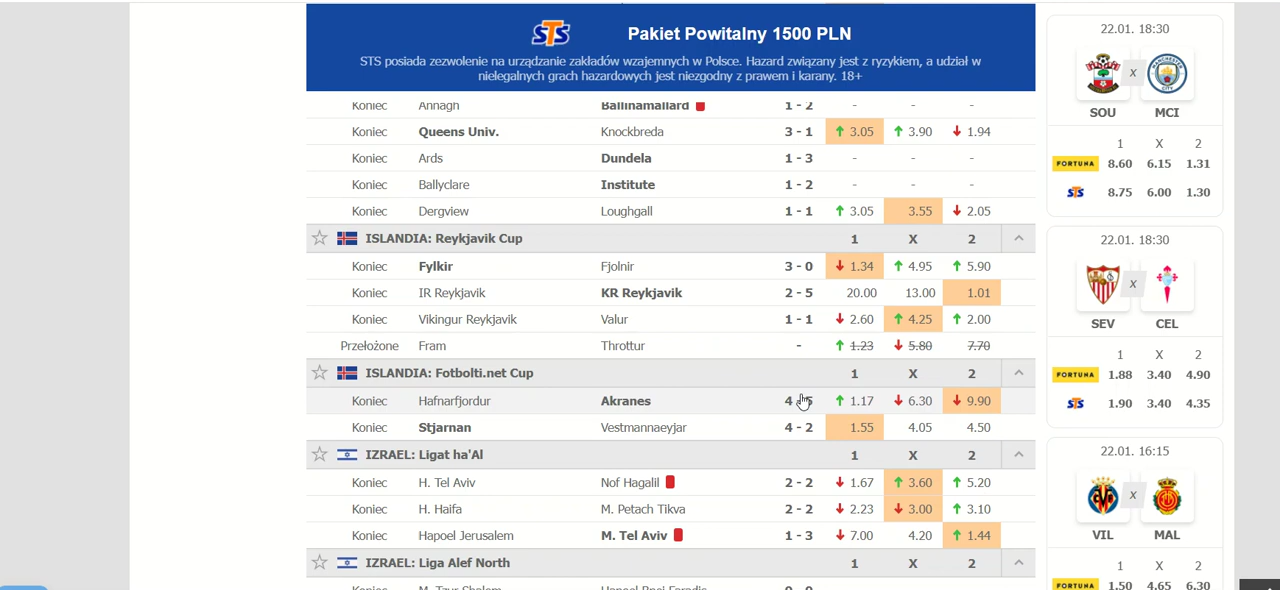 STS Pakiet Powitalny 1500 PLN
STS posiada zezwolenie na urządzanie zakładów wzajemnych w Polsce. Hazard związany jest z ryzykiem, a udział w
nielegalnych grach hazardowych jest niezgodny z prawem i karany. 18+
Koniec Annagh Ballinamallard 1 - 2 - - -
Koniec Queens Univ. Knockbreda 3 - 1 3.05 3.90 1.94
Koniec Ards Dundela 1 - 3 - - -
Koniec Ballyclare Institute 1 - 2 - - -
Koniec Dergview Loughgall 1 - 1 3.05 3.55 2.05
ISLANDIA: Reykjavik Cup 1 X 2
Koniec Fylkir Fjolnir 3 - 0 1.34 4.95 5.90
Koniec IR Reykjavik KR Reykjavik 2 - 5 20.00 13.00 1.01
Koniec Vikingur Reykjavik Valur 1 - 1 2.60 4.25 2.00
Przełożone Fram Throttur - 1.23 5.80 7.70
ISLANDIA: Fotbolti.net Cup 1 X 2
Koniec Hafnarfjordur Akranes 4 1.17 6.30 9.90
Koniec Stjarnan Vestmannaeyjar 4 - 2 1.55 4.05 4.50
IZRAEL: Ligat ha'Al 1 X 2
Koniec H. Tel Aviv Nof Hagalil 2 - 2 1.67 3.60 5.20
Koniec H. Haifa M. Petach Tikva 2 - 2 2.23 3.00 3.10
Koniec Hapoel Jerusalem M. Tel Aviv 1 - 3 7.00 4.20 1.44
IZRAEL: Liga Alef North 1 X 2
22.01. 18:30
X
SOU MCI
1 X 2
FORTUNA 8.60 6.15 1.31
STS 8.75 6.00 1.30
22.01. 18:30
X
SEV CEL
1 X 2
FORTUNA 1.88 3.40 4.90
STS 1.90 3.40 4.35
22.01. 16:15
X
VIL MAL
1 X 2
FORTUNA 1.50 4.65 6.30